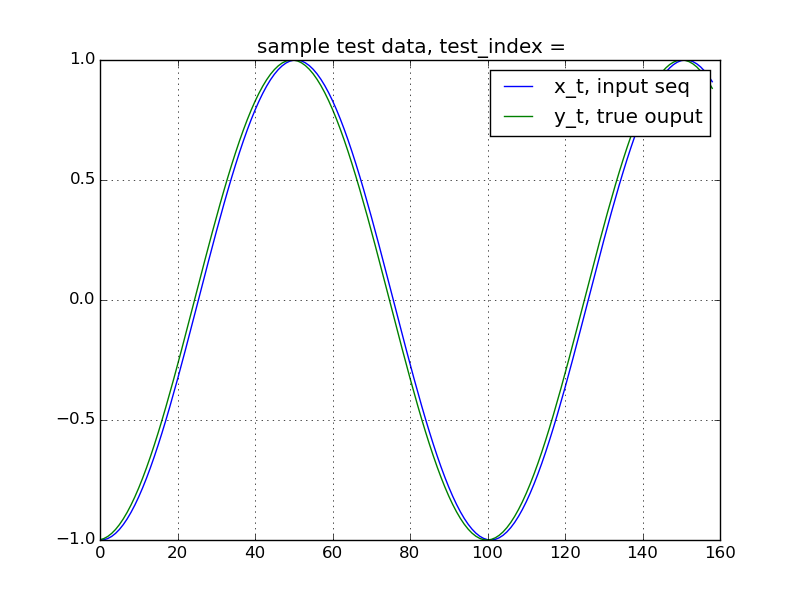 sample test data, test_index =
1.0
x_t, input seq
y_t, true ouput
0.5
0.0
−0.5
−1.0
0 20 40 60 80 100 120 140 160